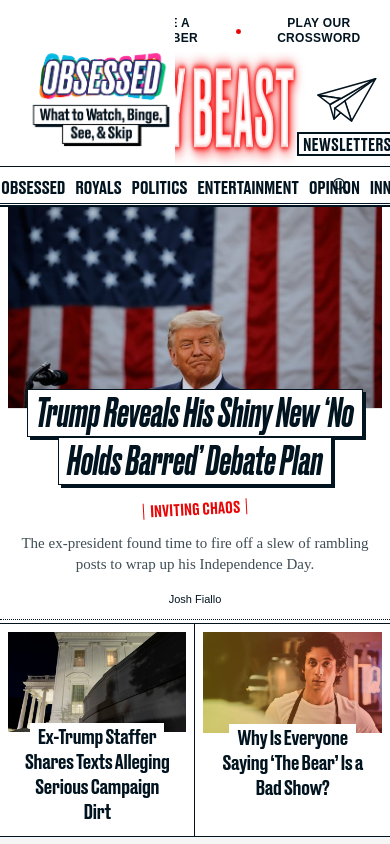 E A
BER
PLAY OUR
CROSSWORD
OBSESSED
What to Watch, Binge,
See, & Skip
Y BEAST
NEWSLETTERS
OBSESSED ROYALS POLITICS ENTERTAINMENT OPINION INN
Trump Reveals His Shiny New ‘No
Holds Barred’ Debate Plan
INVITING CHAOS
The ex-president found time to fire off a slew of rambling
posts to wrap up his Independence Day.
Josh Fiallo
Ex-Trump Staffer
Shares Texts Alleging
Serious Campaign
Dirt
Why Is Everyone
Saying ‘The Bear’ Is a
Bad Show?